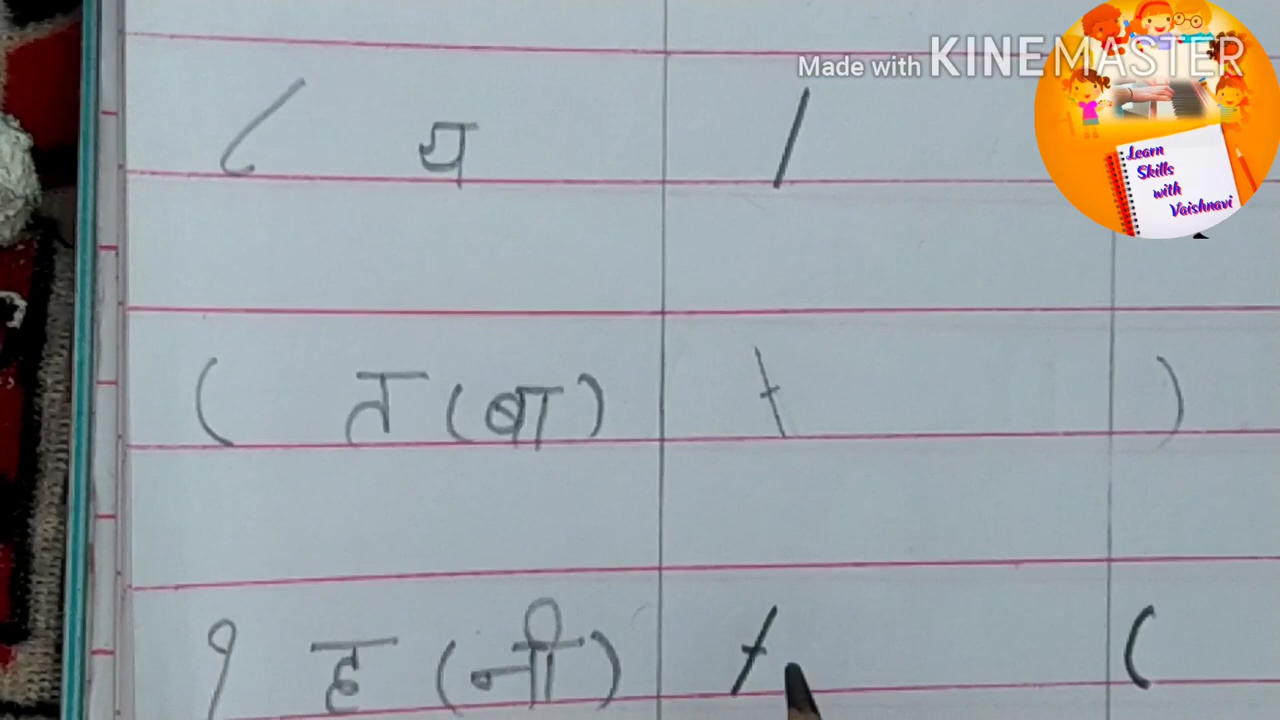 Made with KINEMASTER
Learn
Skills
with
Vaishnavi
य
त (बा)
ह (नी)